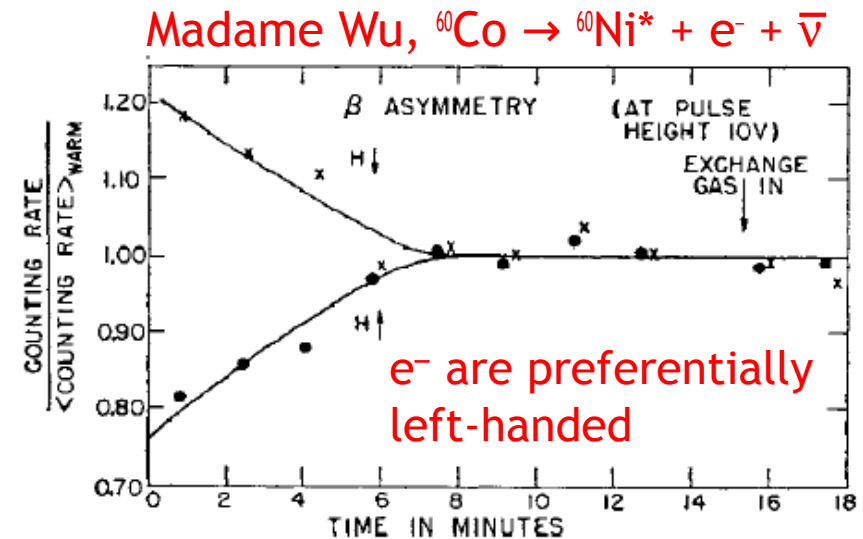 Madame Wu, ⁶⁰Co → ⁶⁰Ni* + e⁻ + ν̅
β ASYMMETRY
(AT PULSE
HEIGHT 10V)
EXCHANGE
GAS IN
H ↓
H ↑
COUNTING RATE
<COUNTING RATE>WARM
1.20
1.10
1.00
0.90
0.80
0.70
e⁻ are preferentially
left-handed
0 2 4 6 8 10 12 14 16 18
TIME IN MINUTES